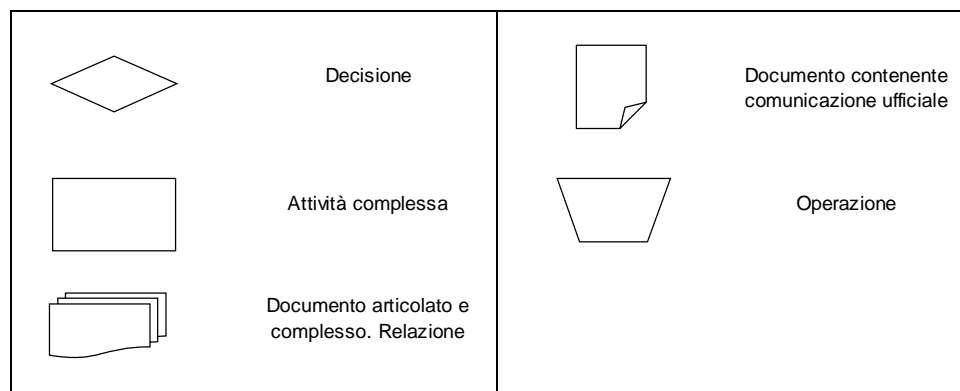 Decisione
Attività complessa
Documento articolato e
complesso. Relazione
Documento contenente
comunicazione ufficiale
Operazione